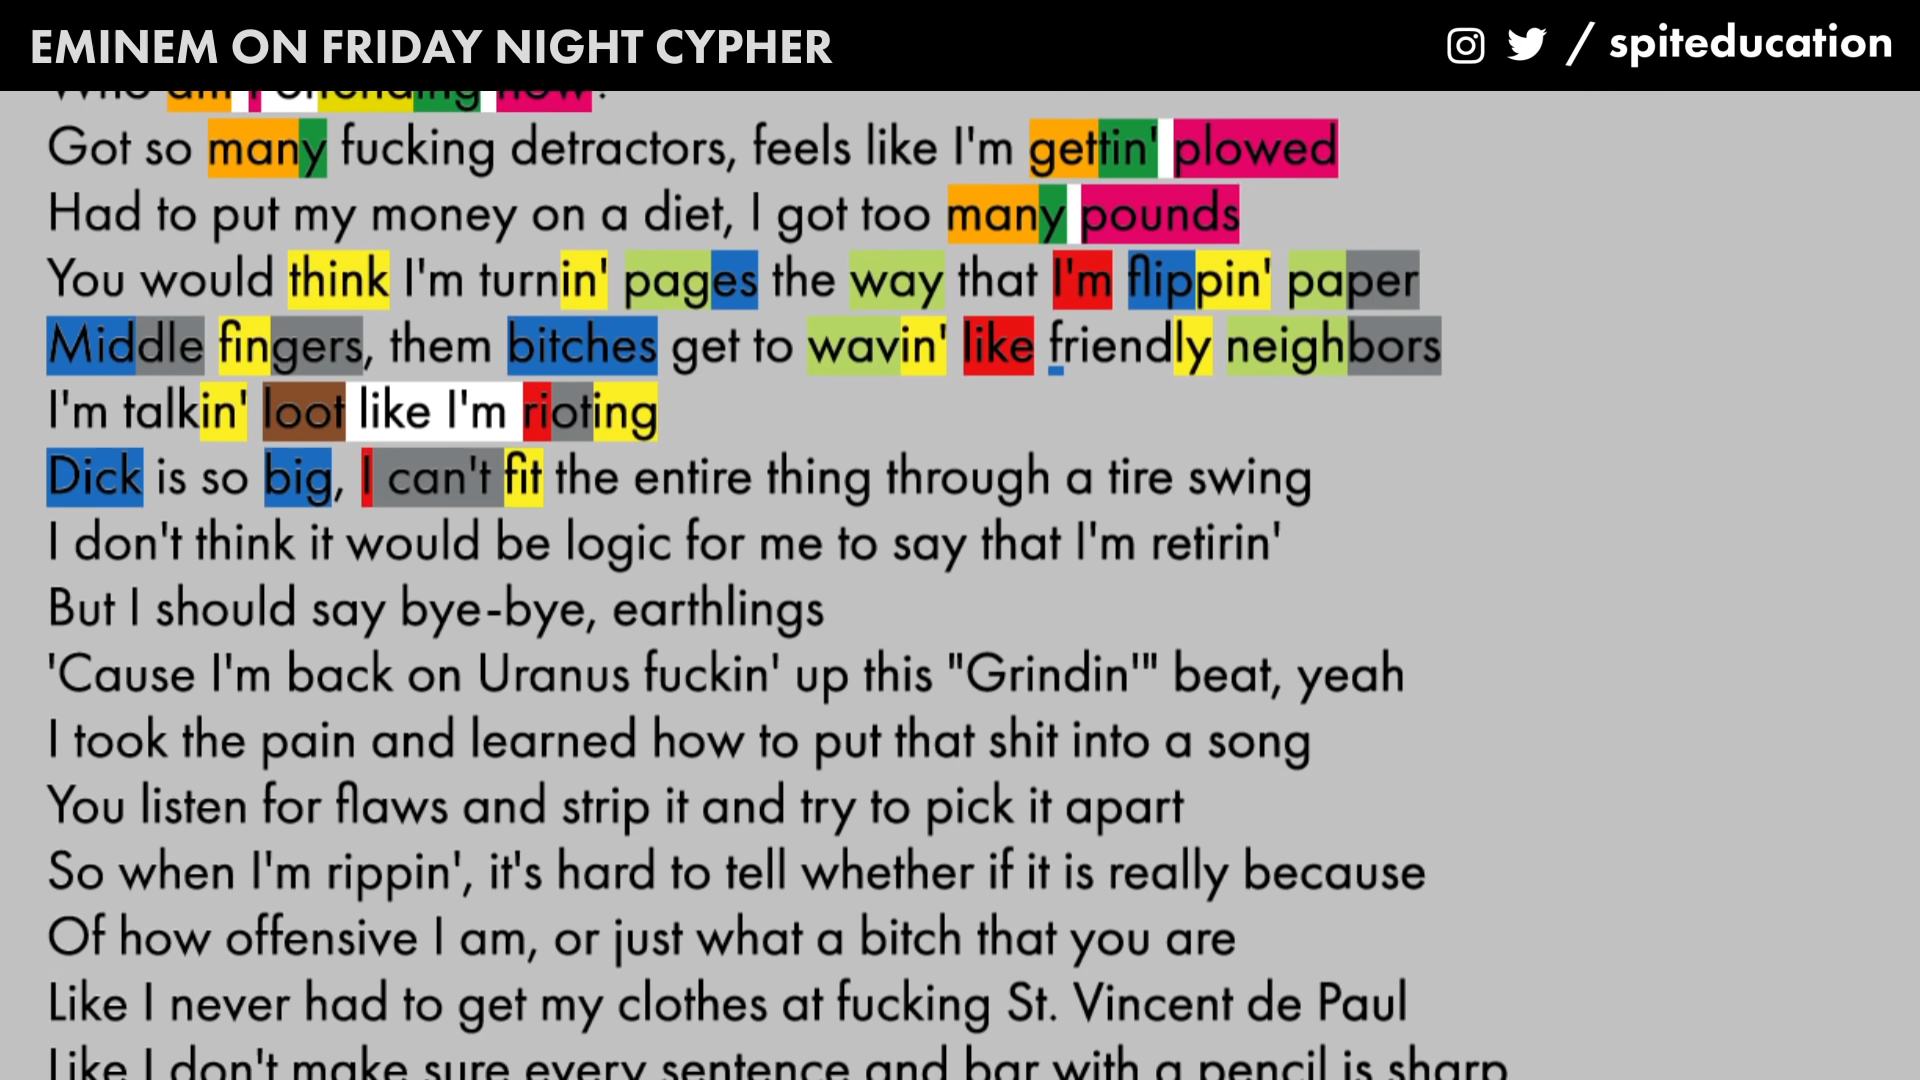 EMINEM ON FRIDAY NIGHT CYPHER
/ spiteducation
Who am I offending now?
Got so many fucking detractors, feels like I'm gettin' plowed
Had to put my money on a diet, I got too many pounds
You would think I'm turnin' pages the way that I'm flippin' paper
Middle fingers, them bitches get to wavin' like friendly neighbors
I'm talkin' loot like I'm rioting
Dick is so big, I can't fit the entire thing through a tire swing
I don't think it would be logic for me to say that I'm retirin'
But I should say bye-bye, earthlings
'Cause I'm back on Uranus fuckin' up this "Grindin'" beat, yeah
I took the pain and learned how to put that shit into a song
You listen for flaws and strip it and try to pick it apart
So when I'm rippin', it's hard to tell whether if it is really because
Of how offensive I am, or just what a bitch that you are
Like I never had to get my clothes at fucking St. Vincent de Paul
Like I don't make sure every sentence and bar with a pencil is sharp